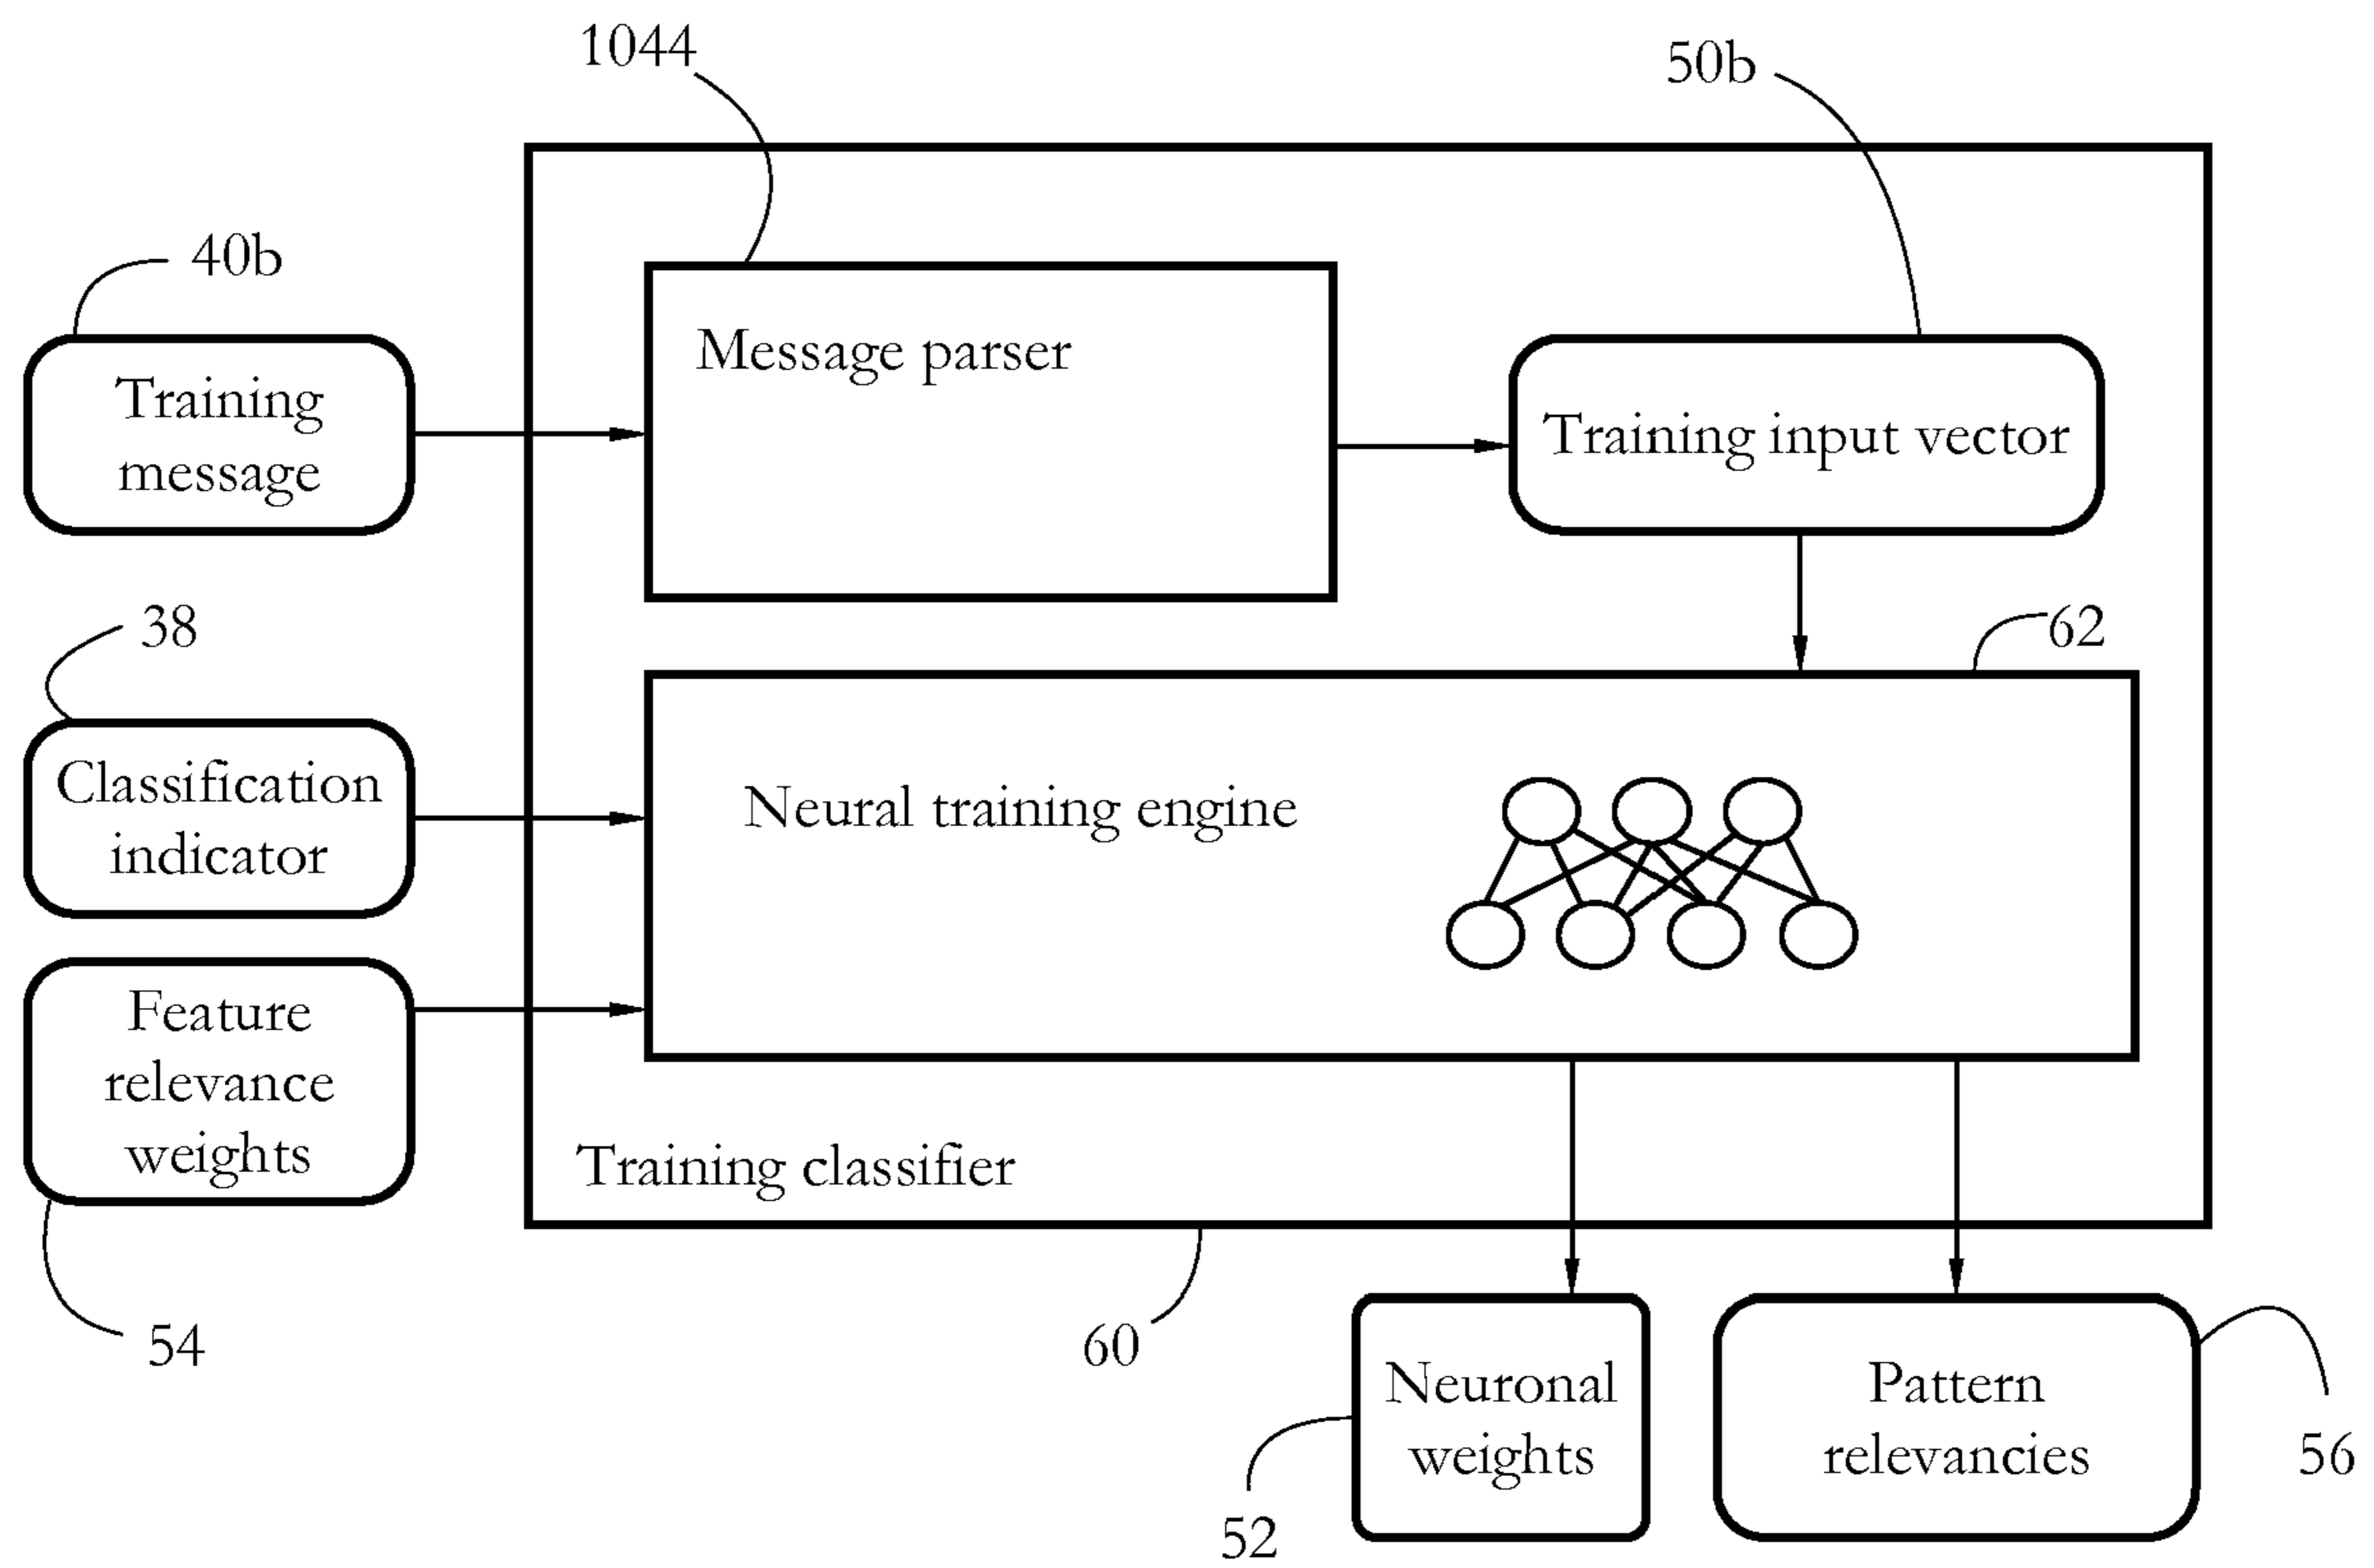 1044
50b
40b
Message parser
Training
message
Training input vector
38
62
Classification
indicator
Neural training engine
Feature
relevance
weights
Training classifier
54
60
Neuronal
weights
Pattern
relevancies
52
56